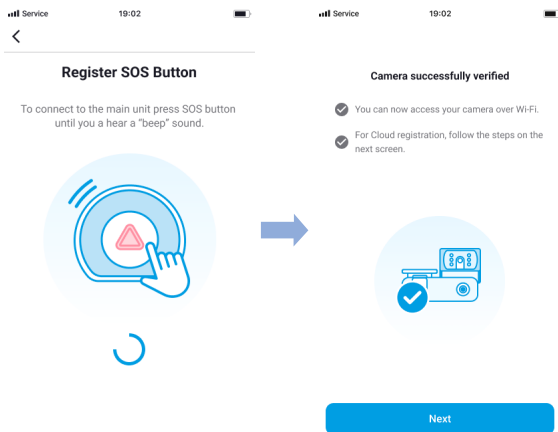 Service 19:02
Register SOS Button
To connect to the main unit press SOS button
until you a hear a “beep” sound.
Service 19:02
Camera successfully verified
You can now access your camera over Wi-Fi.
For Cloud registration, follow the steps on the
next screen.
Next